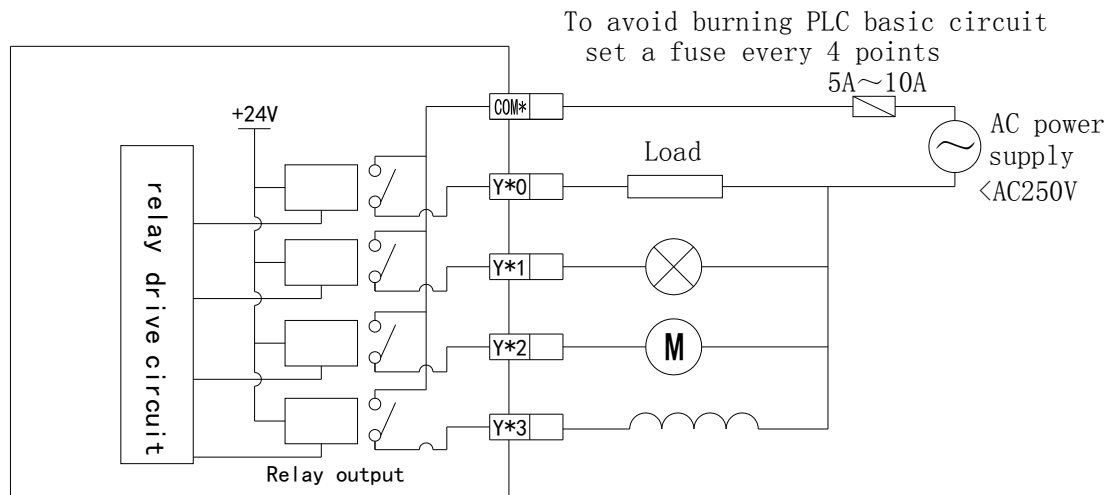 To avoid burning PLC basic circuit
set a fuse every 4 points
5A～10A
COM*
+24V
AC power
supply
<AC250V
Load
Y*0
relay drive circuit
Y*1
Y*2
M
Y*3
Relay output